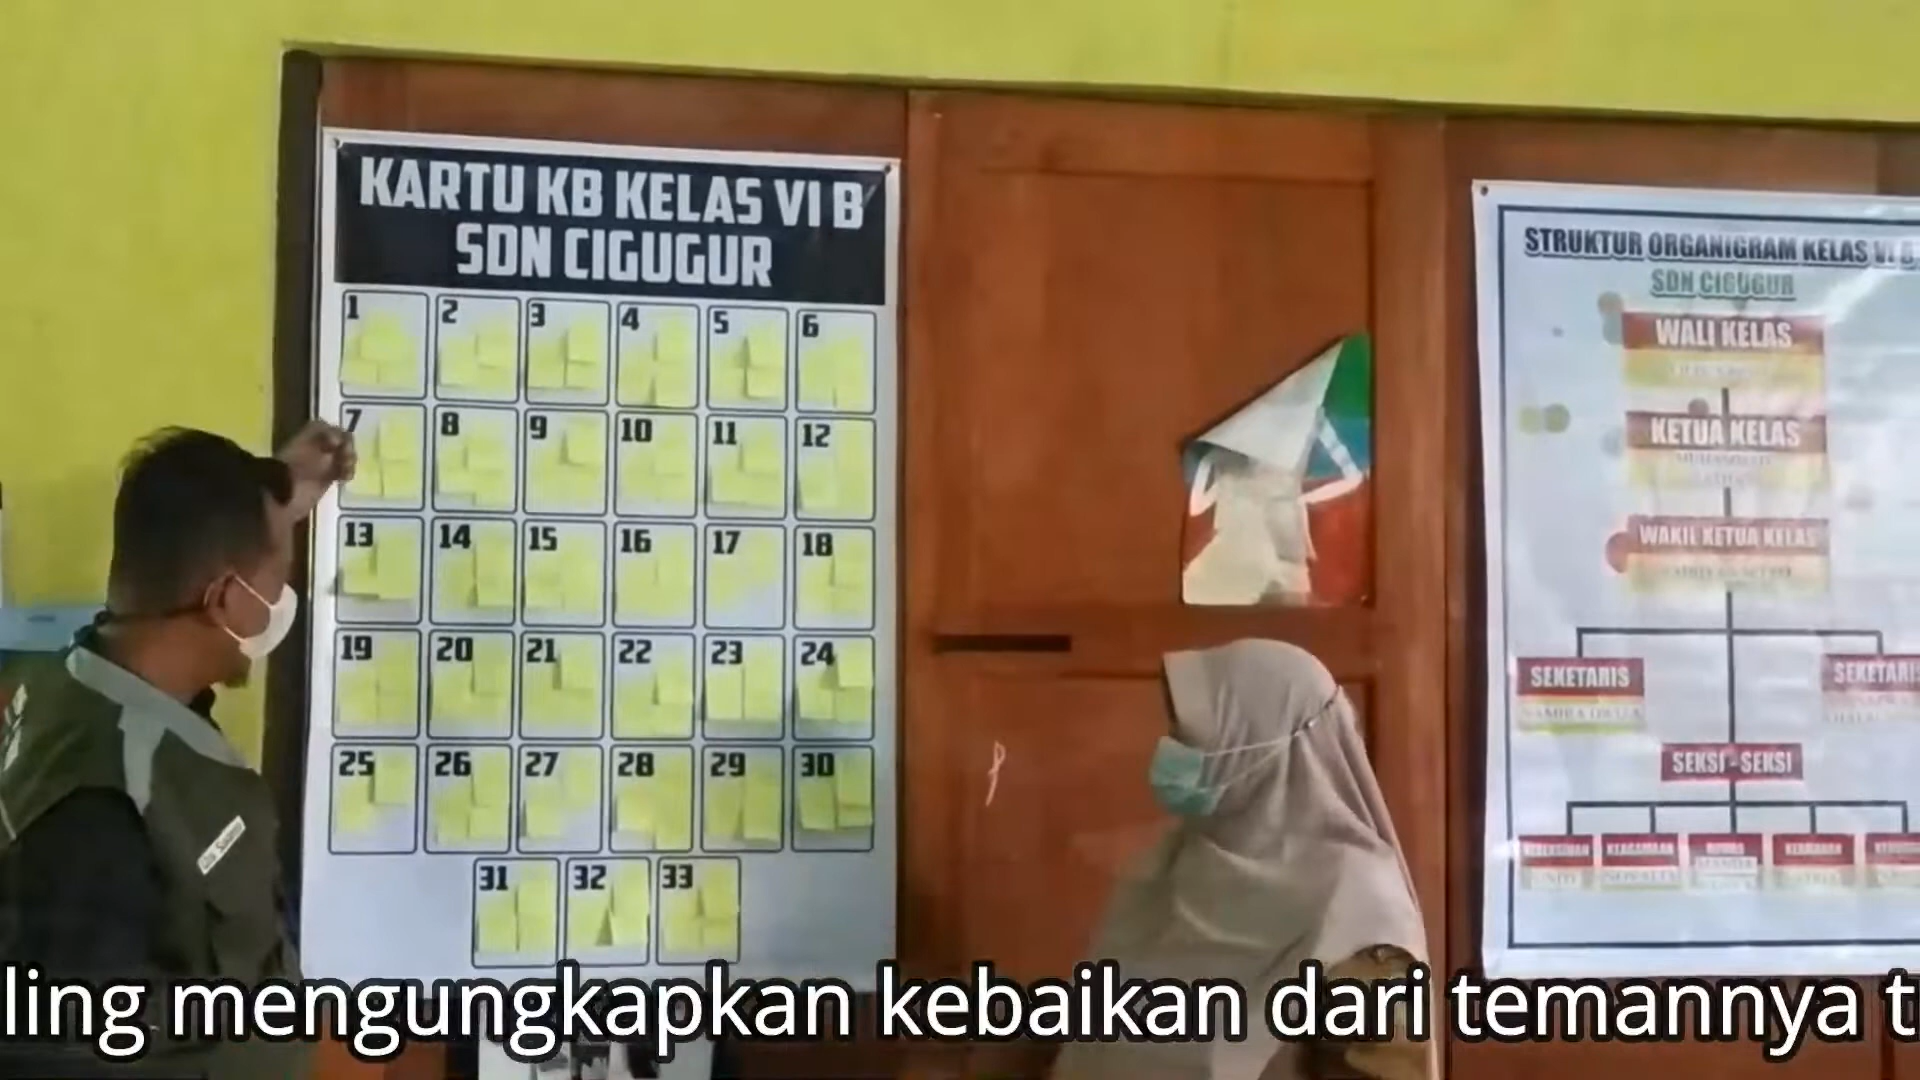 KARTU KB KELAS VI B
SDN CIGUGUR
1 2 3 4 5 6
7 8 9 10 11 12
13 14 15 16 17 18
19 20 21 22 23 24
25 26 27 28 29 30
31 32 33
STRUKTUR ORGANIGRAM KELAS VI B
SDN CIGUGUR
WALI KELAS
KETUA KELAS
WAKIL KETUA KELAS
SEKETARIS SEKETARIS
SEKSI - SEKSI
KEAGAMAAN
ling mengungkapkan kebaikan dari temannya t